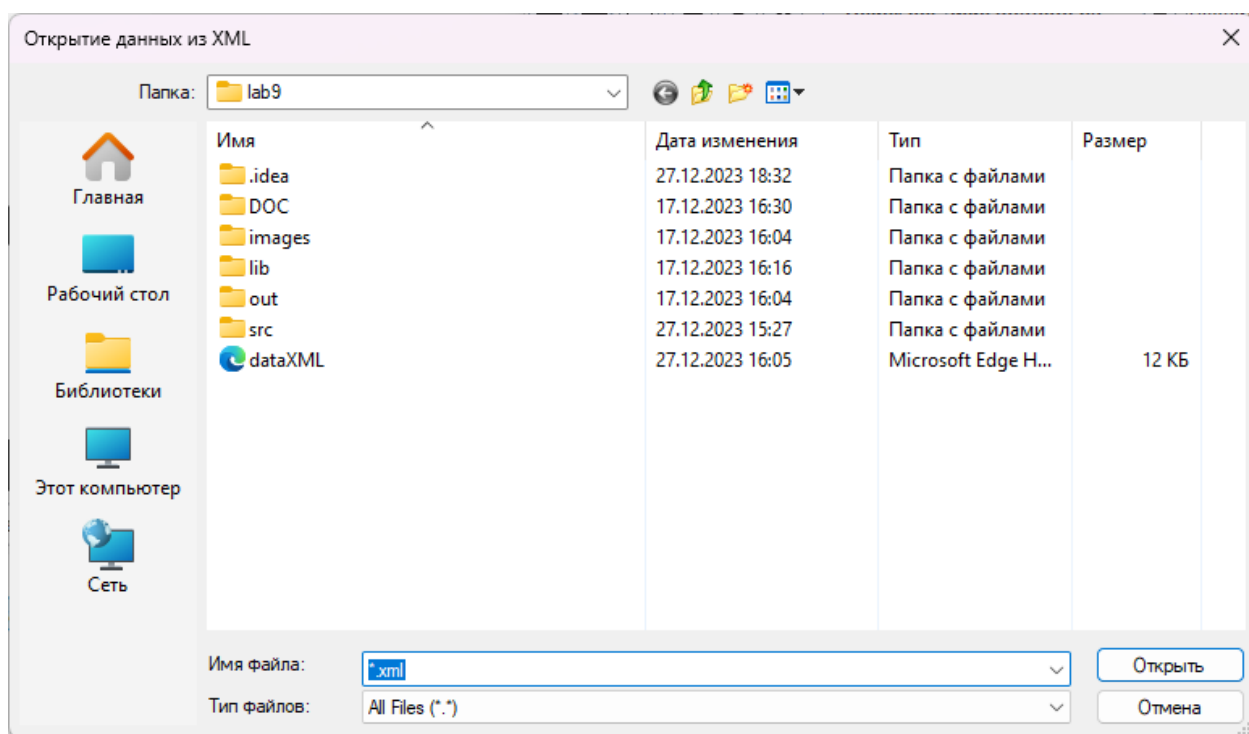 Открытие данных из XML
Папка: lab9
Имя Дата изменения Тип Размер
.idea 27.12.2023 18:32 Папка с файлами
DOC 17.12.2023 16:30 Папка с файлами
images 17.12.2023 16:04 Папка с файлами
lib 17.12.2023 16:16 Папка с файлами
out 17.12.2023 16:04 Папка с файлами
src 27.12.2023 15:27 Папка с файлами
dataXML 27.12.2023 16:05 Microsoft Edge H... 12 КБ
Главная
Рабочий стол
Библиотеки
Этот компьютер
Сеть
Имя файла: *.xml Открыть
Тип файлов: All Files (*.*) Отмена